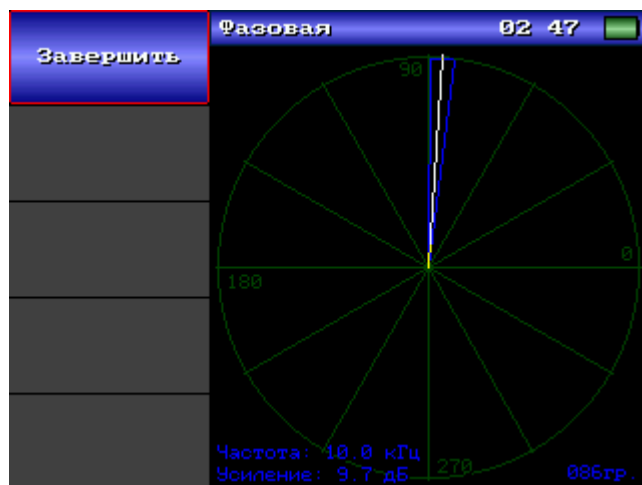 Завершить
Фазовая 02 47
90
0
180
Частота: 10.0 кГц
Усиление: 9.7 дБ
270
086гр.